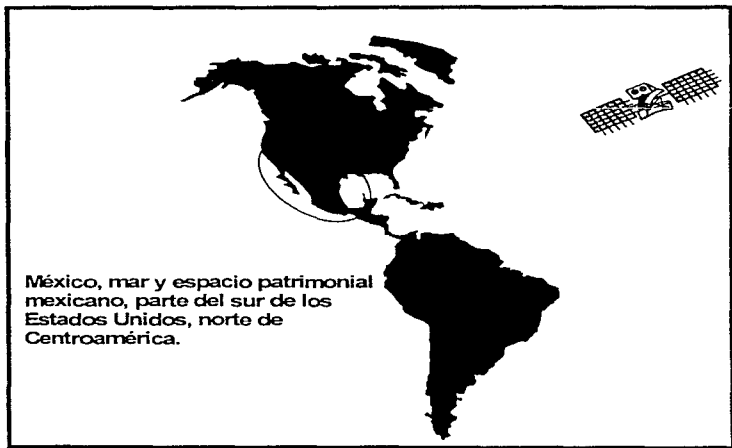 México, mar y espacio patrimonial
mexicano, parte del sur de los
Estados Unidos, norte de
Centroamérica.